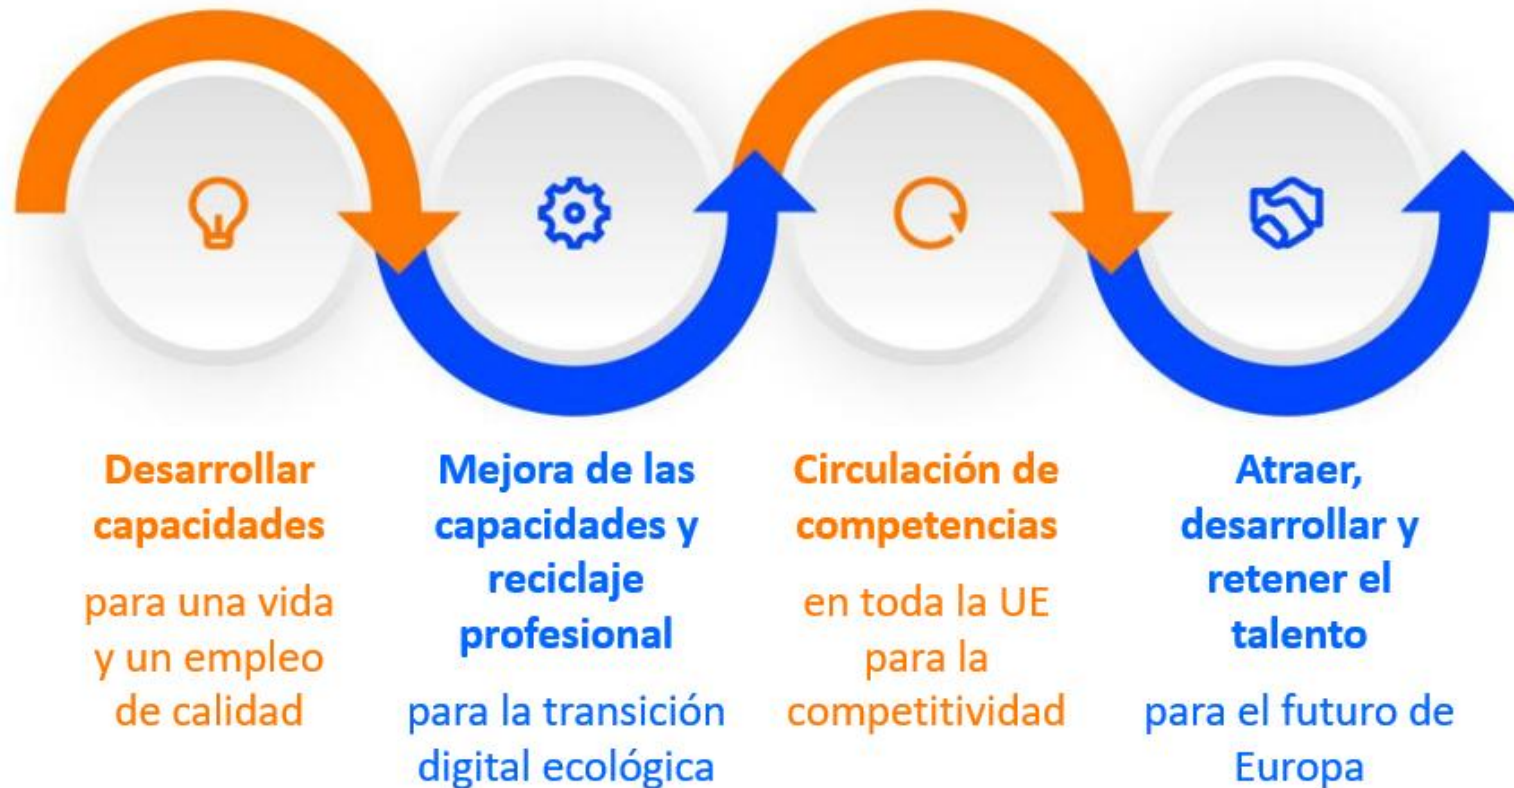 Desarrollar
capacidades
para una vida
y un empleo
de calidad
Mejora de las
capacidades y
reciclaje
profesional
para la transición
digital ecológica
Circulación de
competencias
en toda la UE
para la
competitividad
Atraer,
desarrollar y
retener el
talento
para el futuro de
Europa